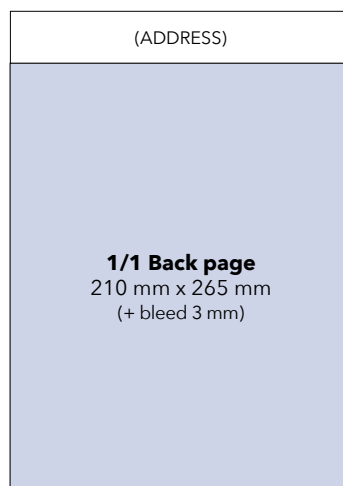 (ADDRESS)
1/1 Back page
210 mm x 265 mm
(+ bleed 3 mm)